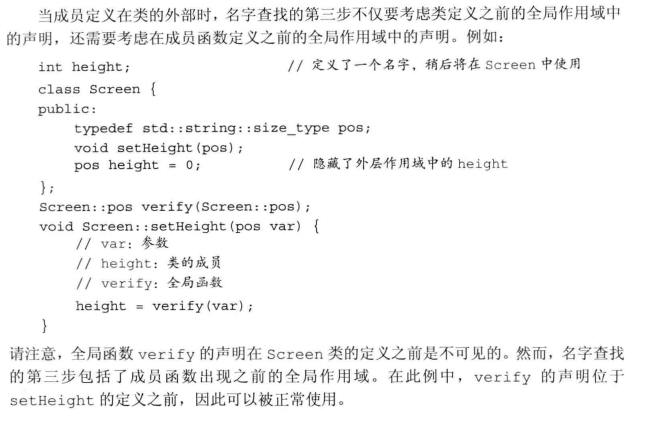 当成员定义在类的外部时，名字查找的第三步不仅要考虑类定义之前的全局作用域中
的声明，还需要考虑在成员函数定义之前的全局作用域中的声明。例如：
int height; // 定义了一个名字，稍后将在 Screen 中使用
class Screen {
public:
typedef std::string::size_type pos;
void setHeight(pos);
pos height = 0; // 隐藏了外层作用域中的 height
};
Screen::pos verify(Screen::pos);
void Screen::setHeight(pos var) {
// var: 参数
// height: 类的成员
// verify: 全局函数
height = verify(var);
}
请注意，全局函数 verify 的声明在 Screen 类的定义之前是不可见的。然而，名字查找
的第三步包括了成员函数出现之前的全局作用域。在此例中，verify 的声明位于
setHeight 的定义之前，因此可以被正常使用。